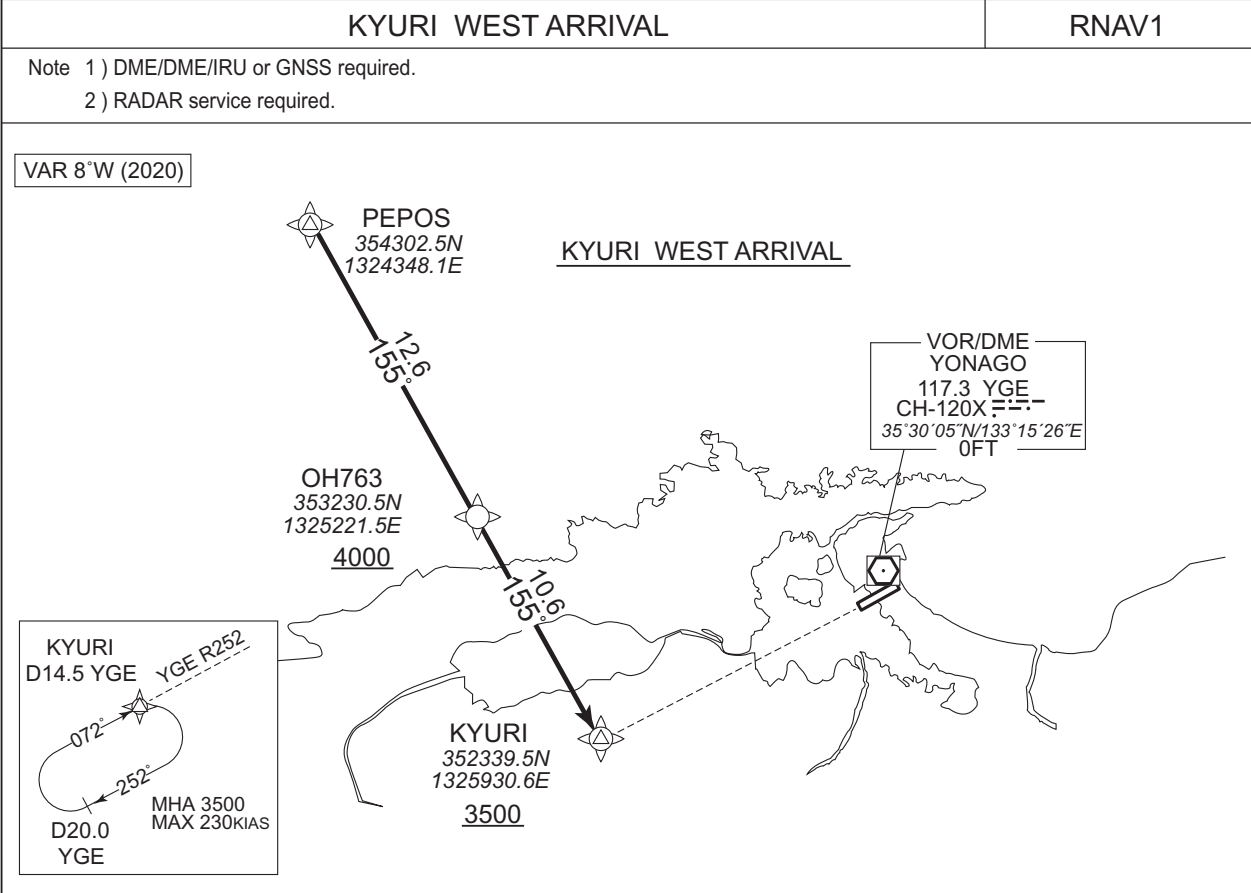 KYURI WEST ARRIVAL
RNAV1
Note 1 ) DME/DME/IRU or GNSS required.
2 ) RADAR service required.
VAR 8°W (2020)
PEPOS
354302.5N
1324348.1E
KYURI WEST ARRIVAL
12.6
155°
VOR/DME
YONAGO
117.3 YGE
CH-120X
35°30′05″N/133°15′26″E
0FT
OH763
353230.5N
1325221.5E
4000
10.6
155°
KYURI
352339.5N
1325930.6E
3500
KYURI
D14.5 YGE
YGE R252
072°
252°
MHA 3500
MAX 230KIAS
D20.0
YGE